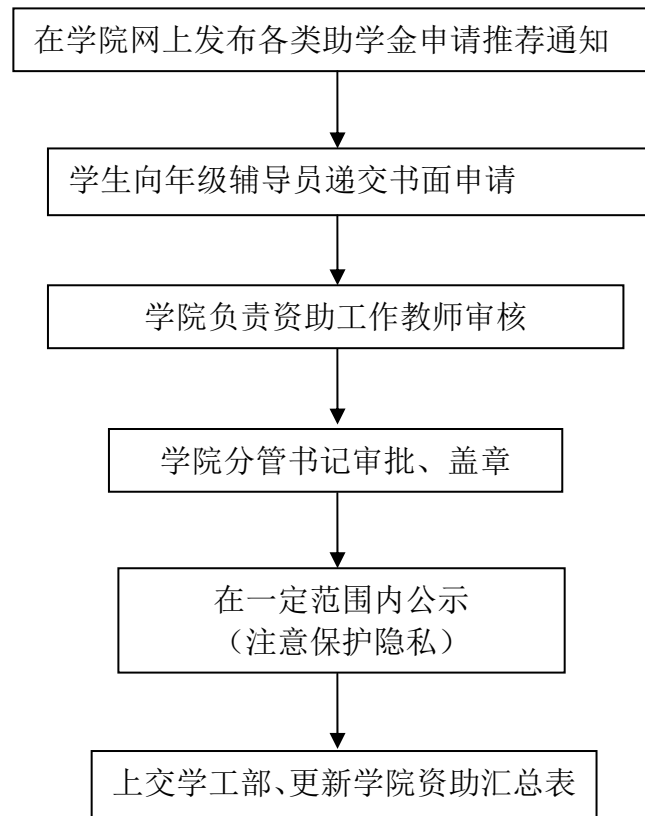 在学院网上发布各类助学金申请推荐通知
学生向年级辅导员递交书面申请
学院负责资助工作教师审核
学院分管书记审批、盖章
在一定范围内公示
（注意保护隐私）
上交学工部、更新学院资助汇总表